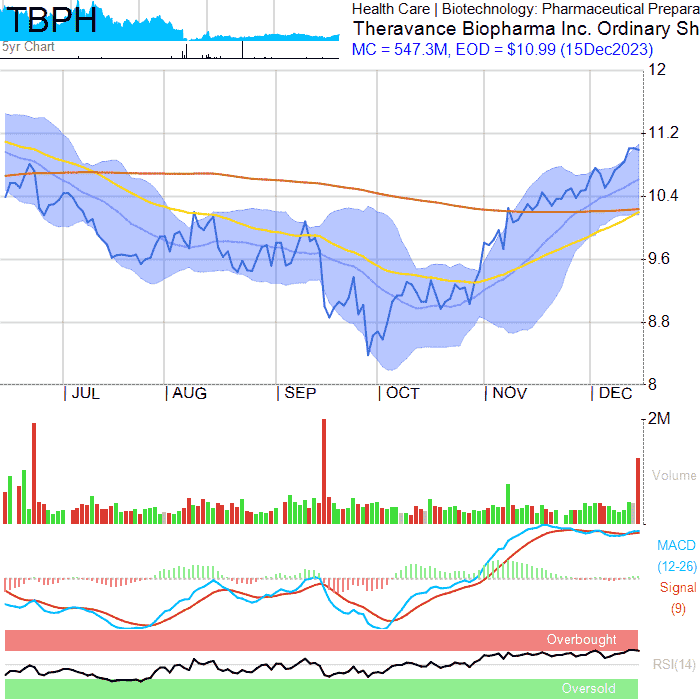 TBPH
5yr Chart
Health Care | Biotechnology: Pharmaceutical Prepara
Theravance Biopharma Inc. Ordinary Sh
MC = 547.3M, EOD = $10.99 (15Dec2023)
12
11.2
10.4
9.6
8.8
8
JUL AUG SEP OCT NOV DEC
2M
Volume
MACD
(12-26)
Signal
(9)
Overbought
RSI(14)
Oversold